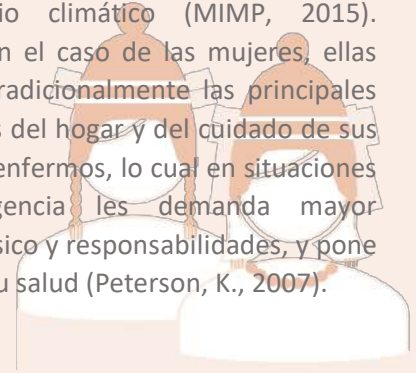 io climático (MIMP, 2015).
n el caso de las mujeres, ellas
radicionalmente las principales
s del hogar y del cuidado de sus
enfermos, lo cual en situaciones
gencia les demanda mayor
sico y responsabilidades, y pone
u salud (Peterson, K., 2007).